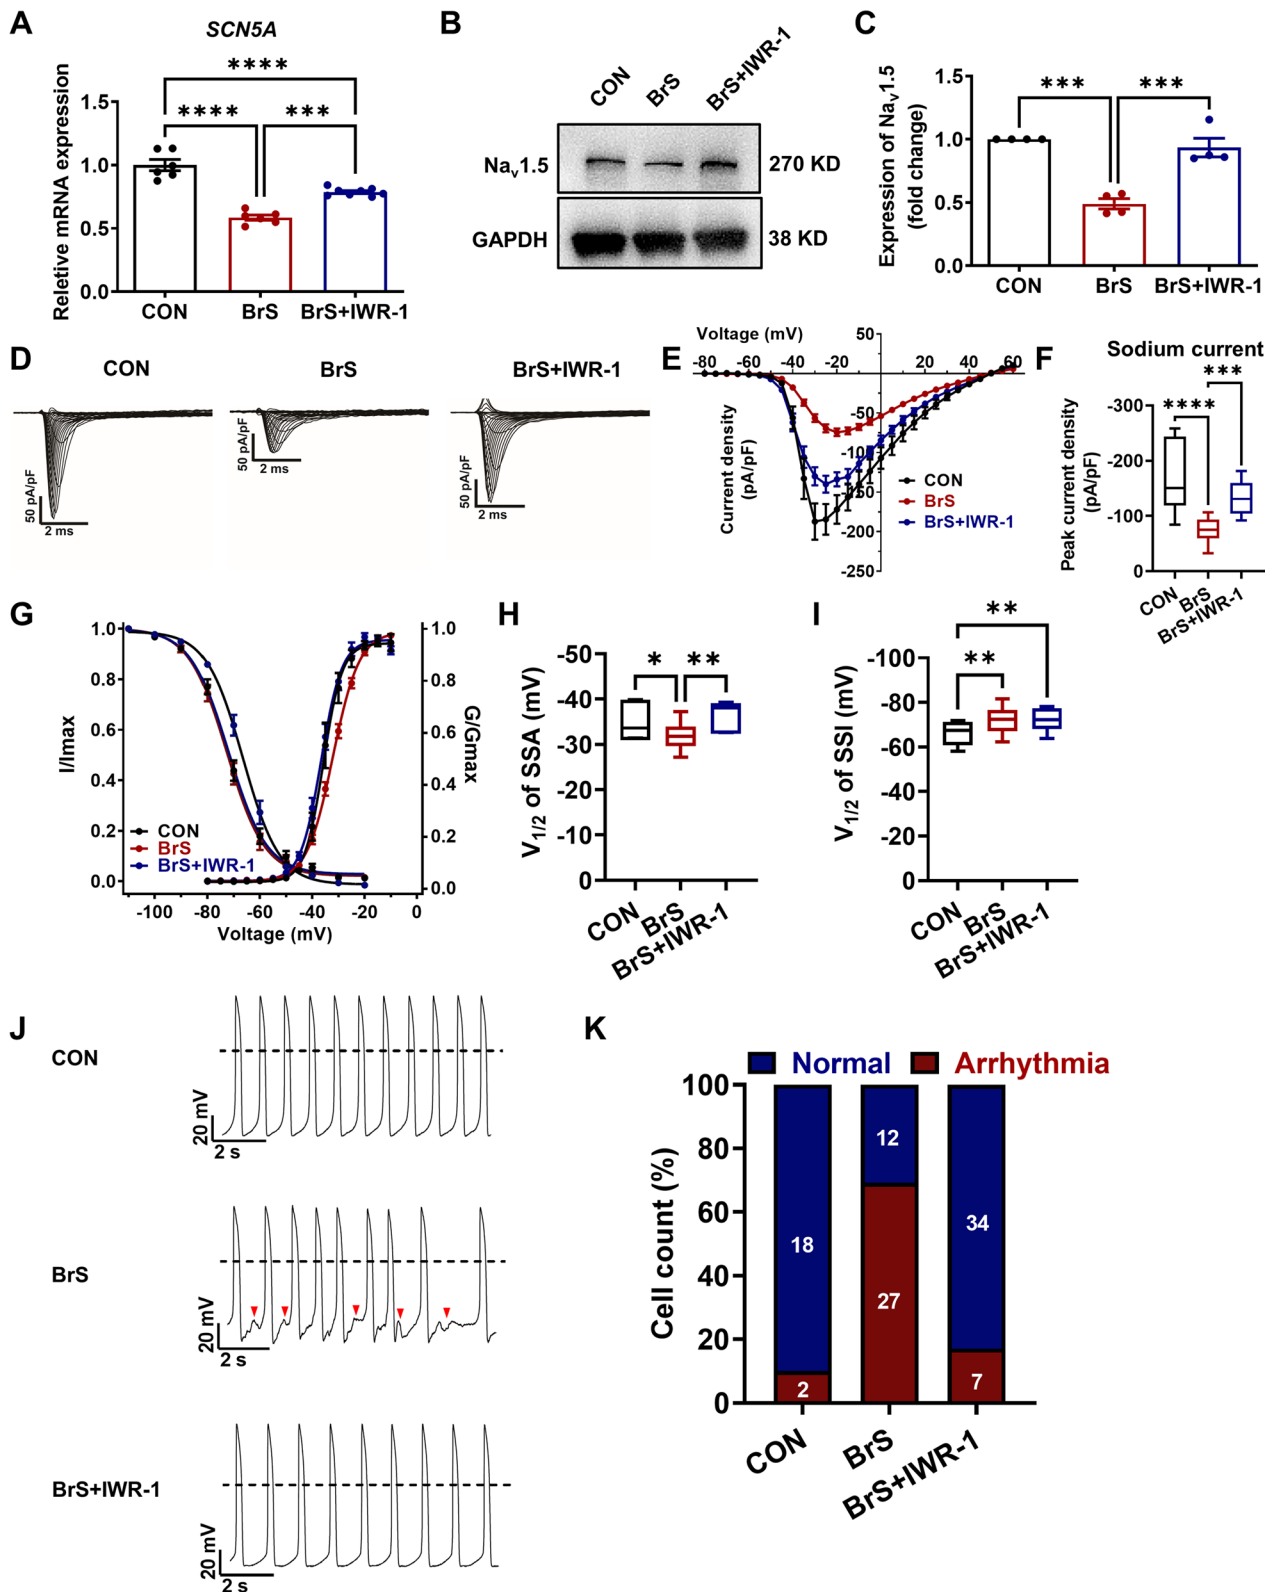 A
SCN5A
****
**** ***
Reletive mRNA expression
1.5
1.0
0.5
0.0
CON BrS BrS+IWR-1
B
CON BrS BrS+IWR-1
Nav1.5 270 KD
GAPDH 38 KD
C
*** ***
Expression of Nav1.5
(fold change)
1.5
1.0
0.5
0.0
CON BrS BrS+IWR-1
D
CON BrS BrS+IWR-1
50 pA/pF
2 ms
50 pA/pF
2 ms
50 pA/pF
2 ms
E
Voltage (mV)
-80 -60 -40 -20 20 40 60
50
-50
-100
-150
-200
-250
Current density
(pA/pF)
CON
BrS
BrS+IWR-1
F
Sodium current
***
****
Peak current density
(pA/pF)
-300
-200
-100
0
CON
BrS
BrS+IWR-1
G
I/Imax
1.0
0.8
0.6
0.4
0.2
0.0
G/Gmax
1.0
0.8
0.6
0.4
0.2
0.0
CON
BrS
BrS+IWR-1
-100 -80 -60 -40 -20 0
Voltage (mV)
H
* **
V1/2 of SSA (mV)
-50
-40
-30
-20
-10
0
CON
BrS
BrS+IWR-1
I
**
**
V1/2 of SSI (mV)
-100
-80
-60
-40
-20
0
CON
BrS
BrS+IWR-1
J
CON
20 mV
2 s
BrS
20 mV
2 s
BrS+IWR-1
20 mV
2 s
K
Normal Arrhythmia
Cell count (%)
100
80
60
40
20
0
18
2
12
27
34
7
CON
BrS
BrS+IWR-1